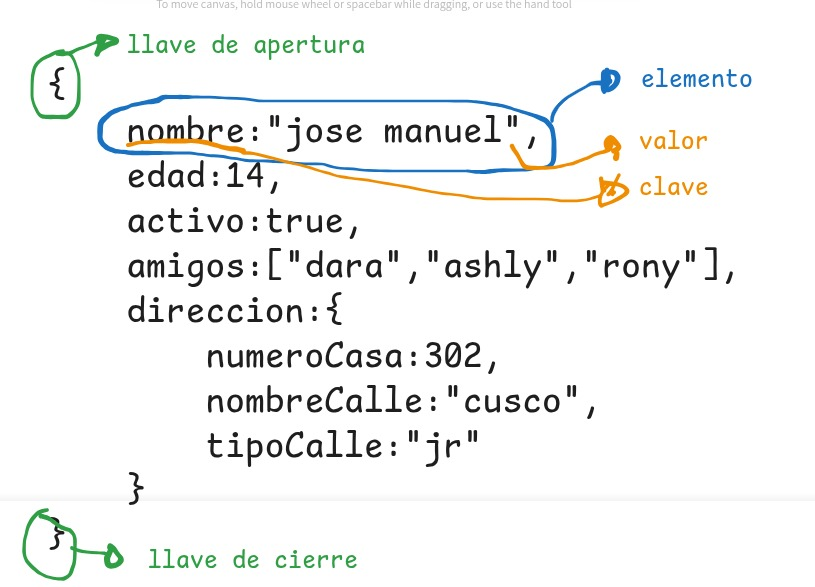 To move canvas, hold mouse wheel or spacebar while dragging, or use the hand tool
llave de apertura
{
elemento
nombre:"jose manuel",
valor
edad:14,
clave
activo:true,
amigos:["dara","ashly","rony"],
direccion:{
numeroCasa:302,
nombreCalle:"cusco",
tipoCalle:"jr"
}
}
llave de cierre